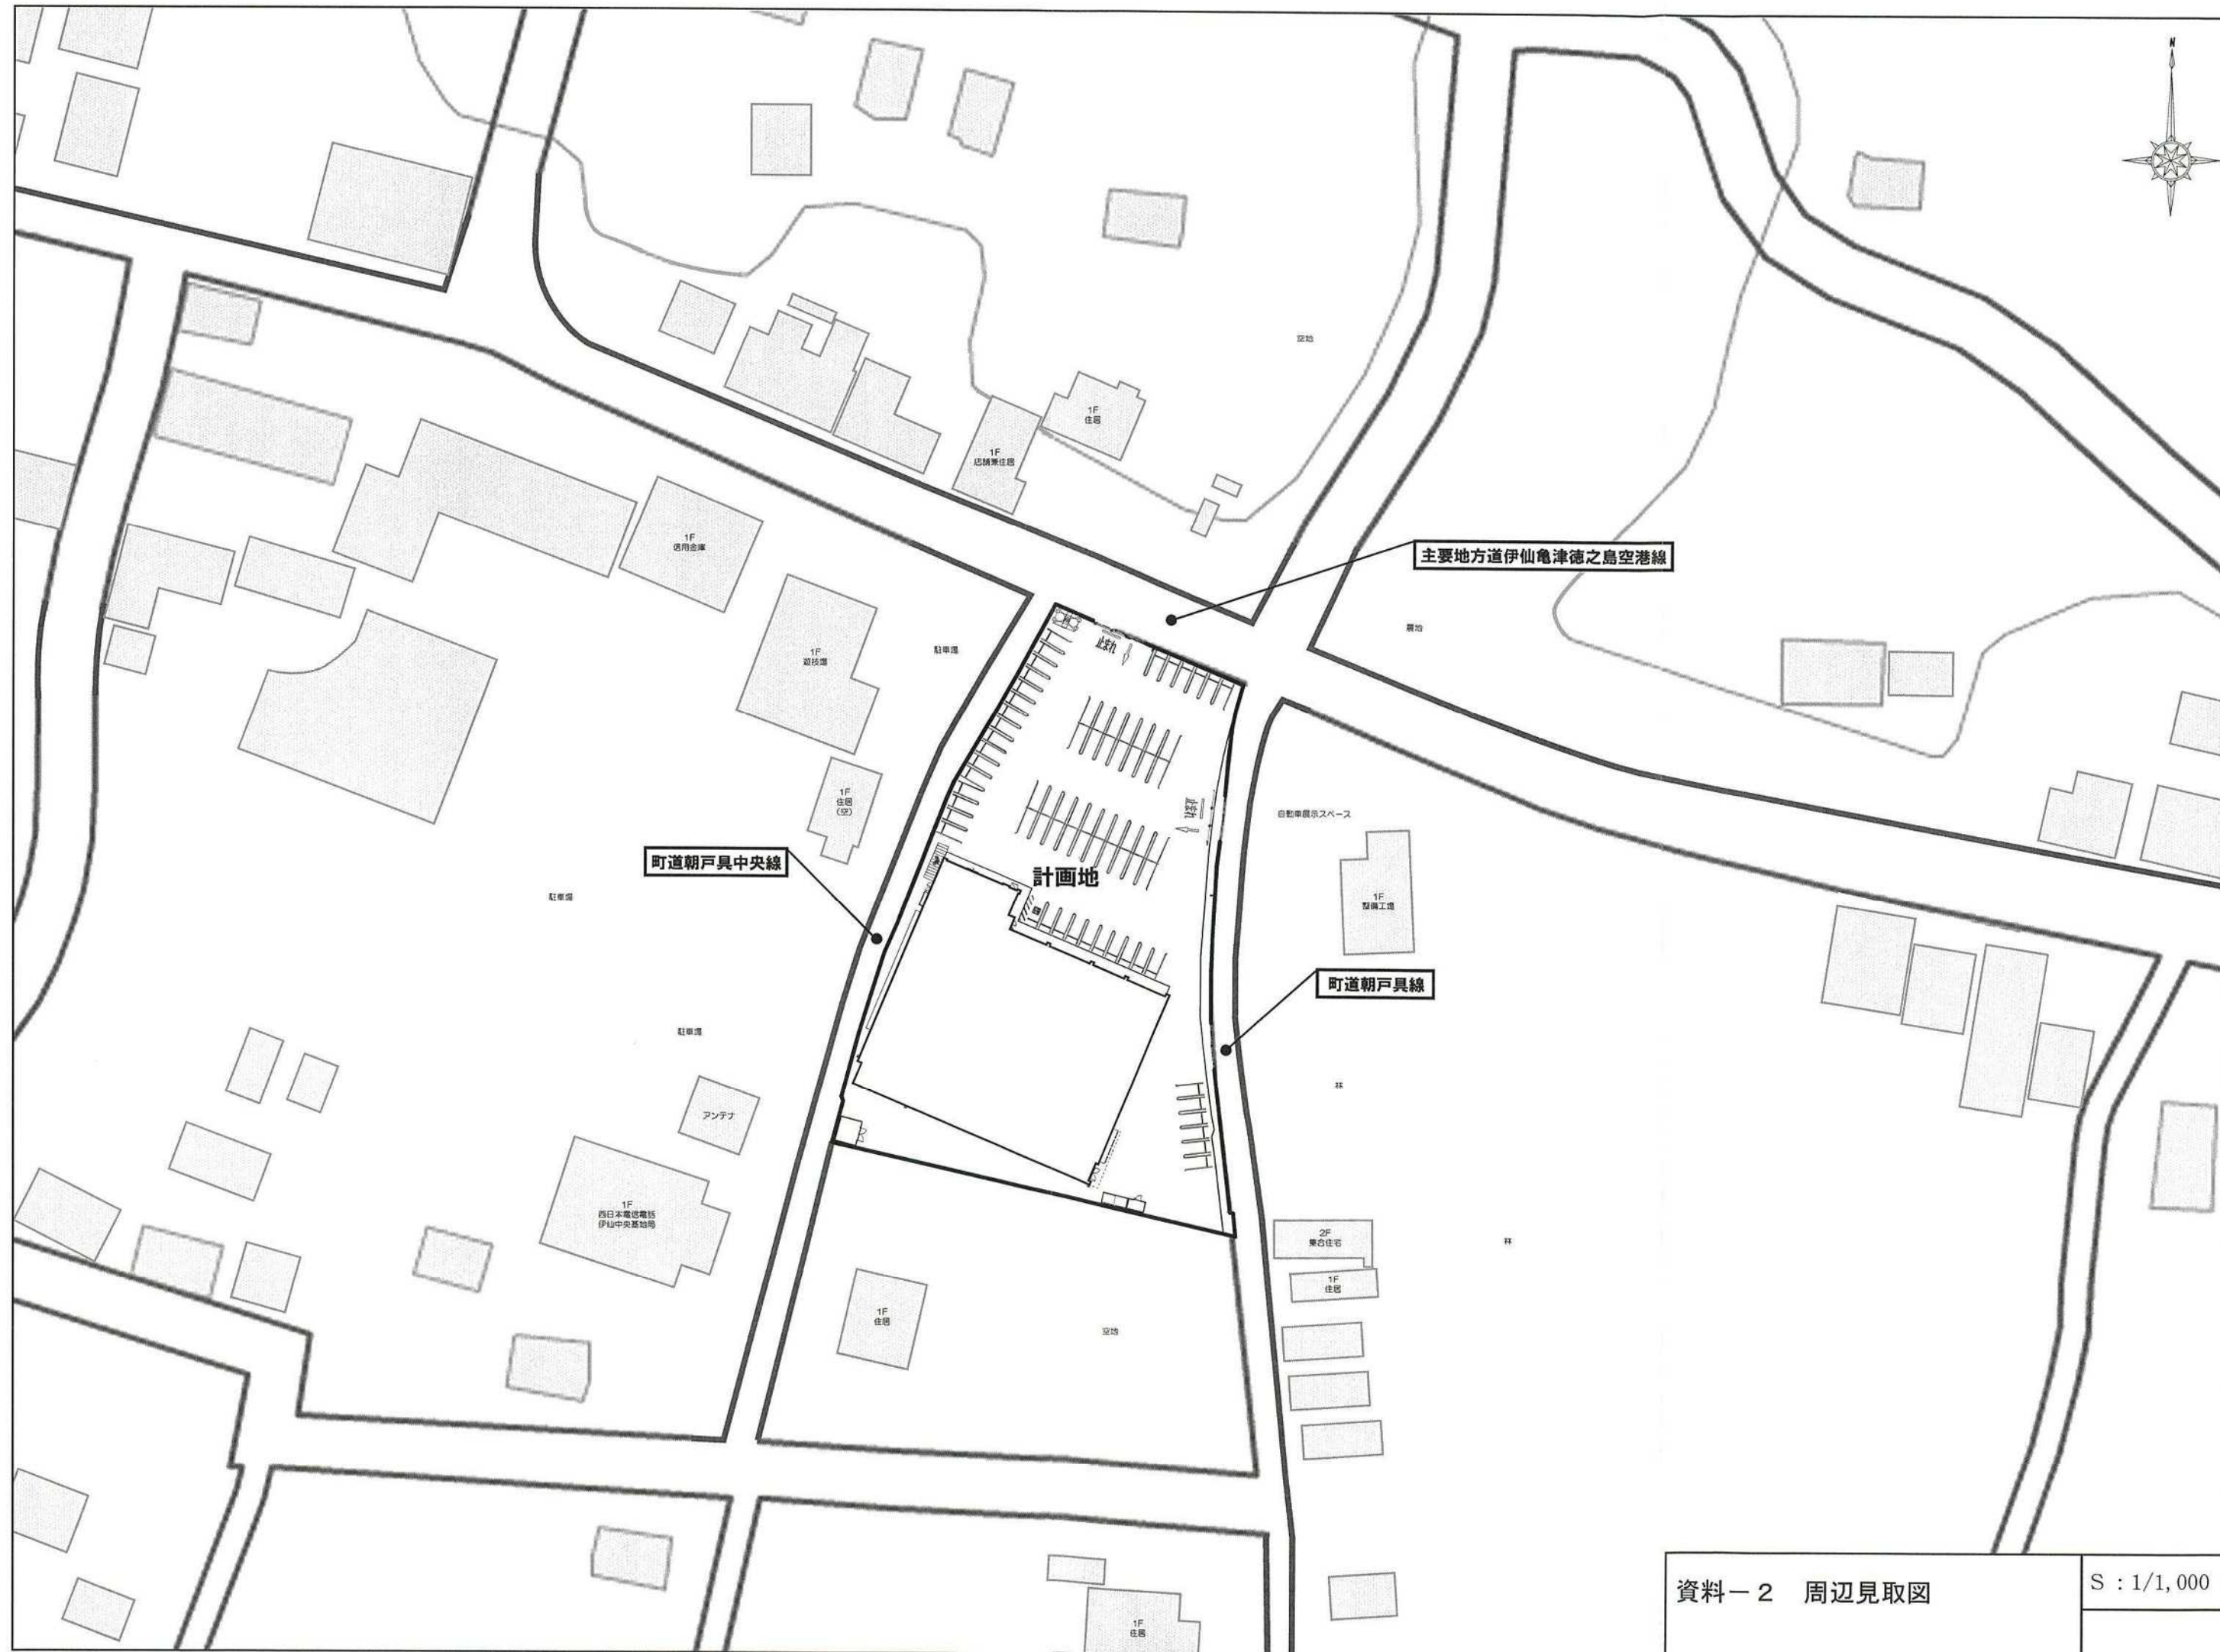 N
空地
1F
住居
1F
店舗兼住居
1F
信用金庫
主要地方道伊仙亀津徳之島空港線
農地
駐車場
1F
遊技場
止まれ
1F
住居
(空)
止まれ
自動車展示スペース
町道朝戸具中央線
計画地
駐車場
1F
整備工場
町道朝戸具線
駐車場
林
アンテナ
1F
西日本電信電話
伊仙中央基地局
2F
集合住宅
林
1F
住居
1F
住居
空地
1F
住居
資料－2 周辺見取図
S：1/1,000